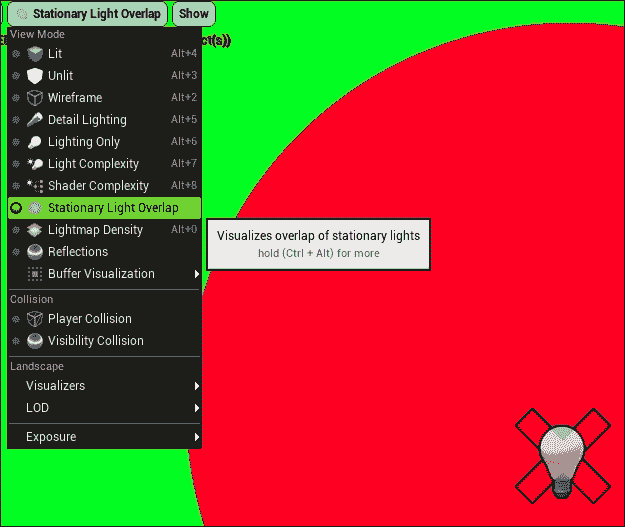 Stationary Light Overlap
Show
ct(s))
View Mode
Lit Alt+4
Unlit Alt+3
Wireframe Alt+2
Detail Lighting Alt+5
Lighting Only Alt+6
Light Complexity Alt+7
Shader Complexity Alt+8
Stationary Light Overlap
Lightmap Density Alt+0
Reflections
Buffer Visualization
Collision
Player Collision
Visibility Collision
Landscape
Visualizers
LOD
Exposure
Visualizes overlap of stationary lights
hold (Ctrl + Alt) for more